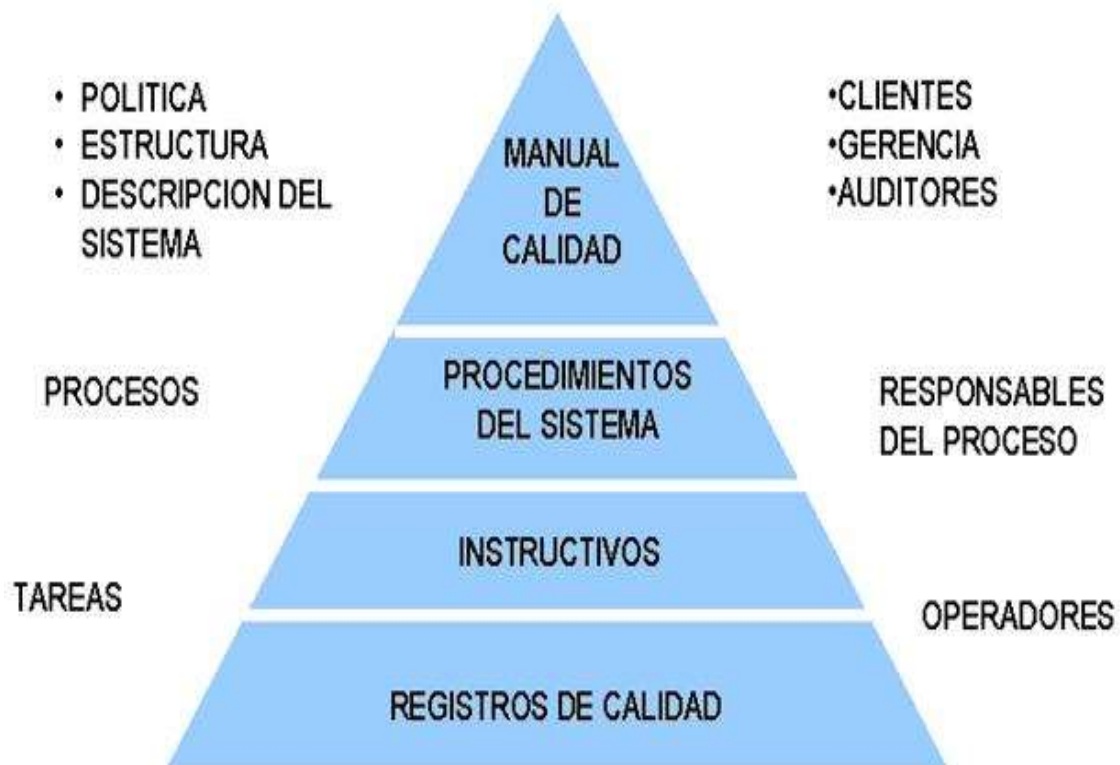 • POLITICA
• ESTRUCTURA
• DESCRIPCION DEL
SISTEMA
MANUAL
DE
CALIDAD
•CLIENTES
•GERENCIA
•AUDITORES
PROCESOS
PROCEDIMIENTOS
DEL SISTEMA
RESPONSABLES
DEL PROCESO
TAREAS
INSTRUCTIVOS
OPERADORES
REGISTROS DE CALIDAD